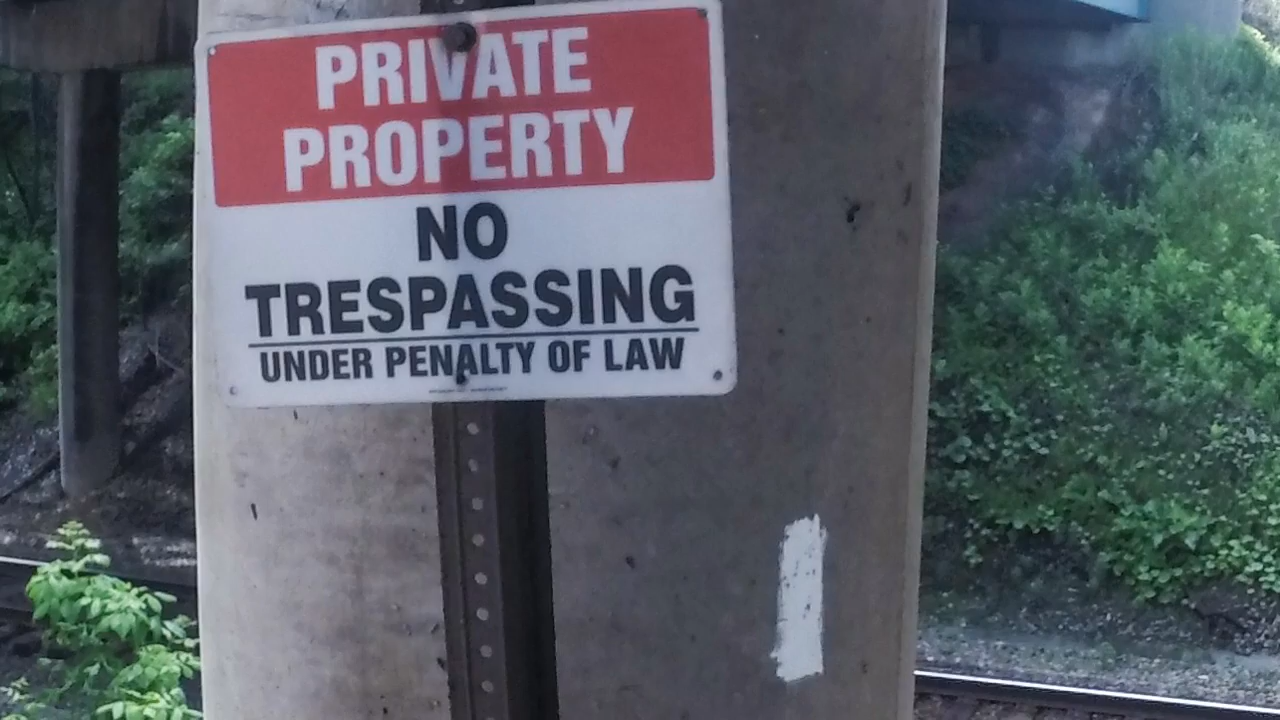 PRIVATE
PROPERTY
NO
TRESPASSING
UNDER PENALTY OF LAW